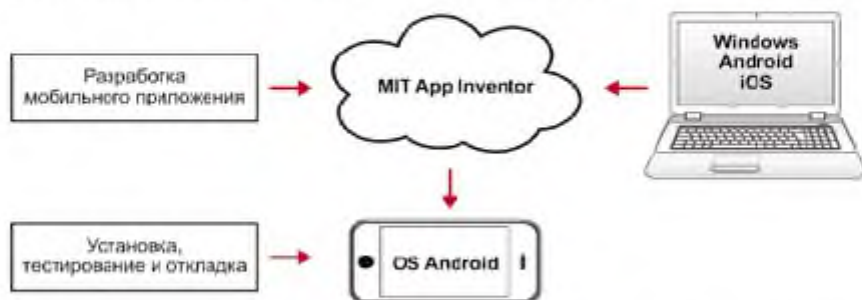 Разработка
мобильного приложения
MIT App Inventor
Windows
Android
iOS
Установка,
тестирование и откладка
OS Android